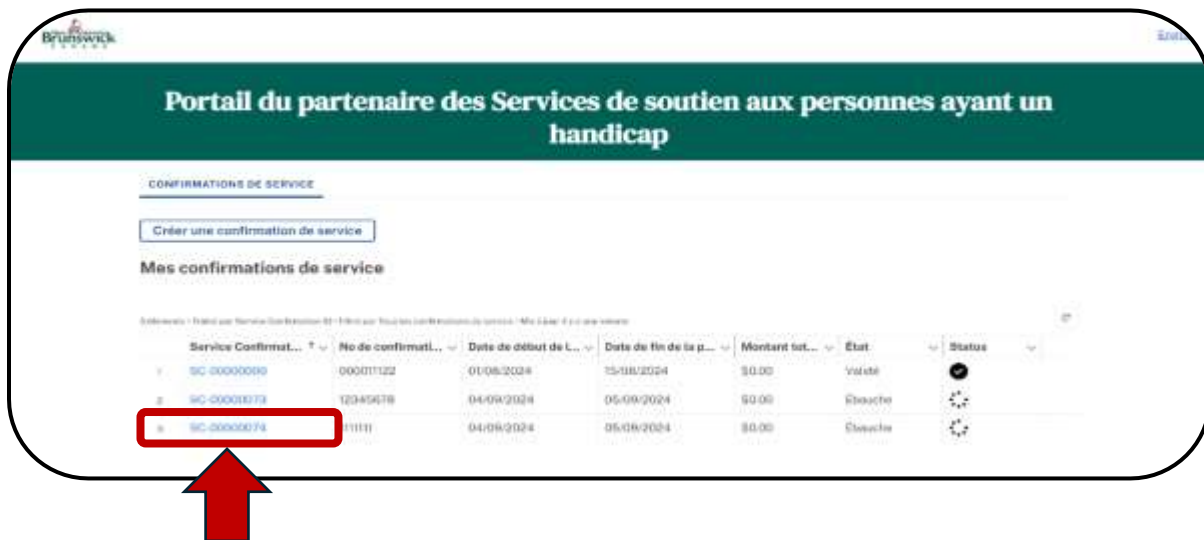 Brunswick
CANADA
Portail du partenaire des Services de soutien aux personnes ayant un
handicap
CONFIRMATIONS DE SERVICE
Créer une confirmation de service
Mes confirmations de service
Service Confirmat... No de confirmati... Date de début de l... Date de fin de la p... Montant tot... État Status
1 SC-00000000 000011122 01/08/2024 15/08/2024 $0.00 Validé
2 SC-00000073 12345678 04/09/2024 05/09/2024 $0.00 Ébauche
3 SC-00000074 04/09/2024 05/09/2024 $0.00 Ébauche